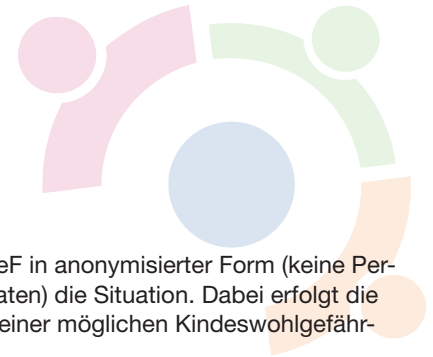 eF in anonymisierter Form (keine Per-
aten) die Situation. Dabei erfolgt die
einer möglichen Kindeswohlgefähr-